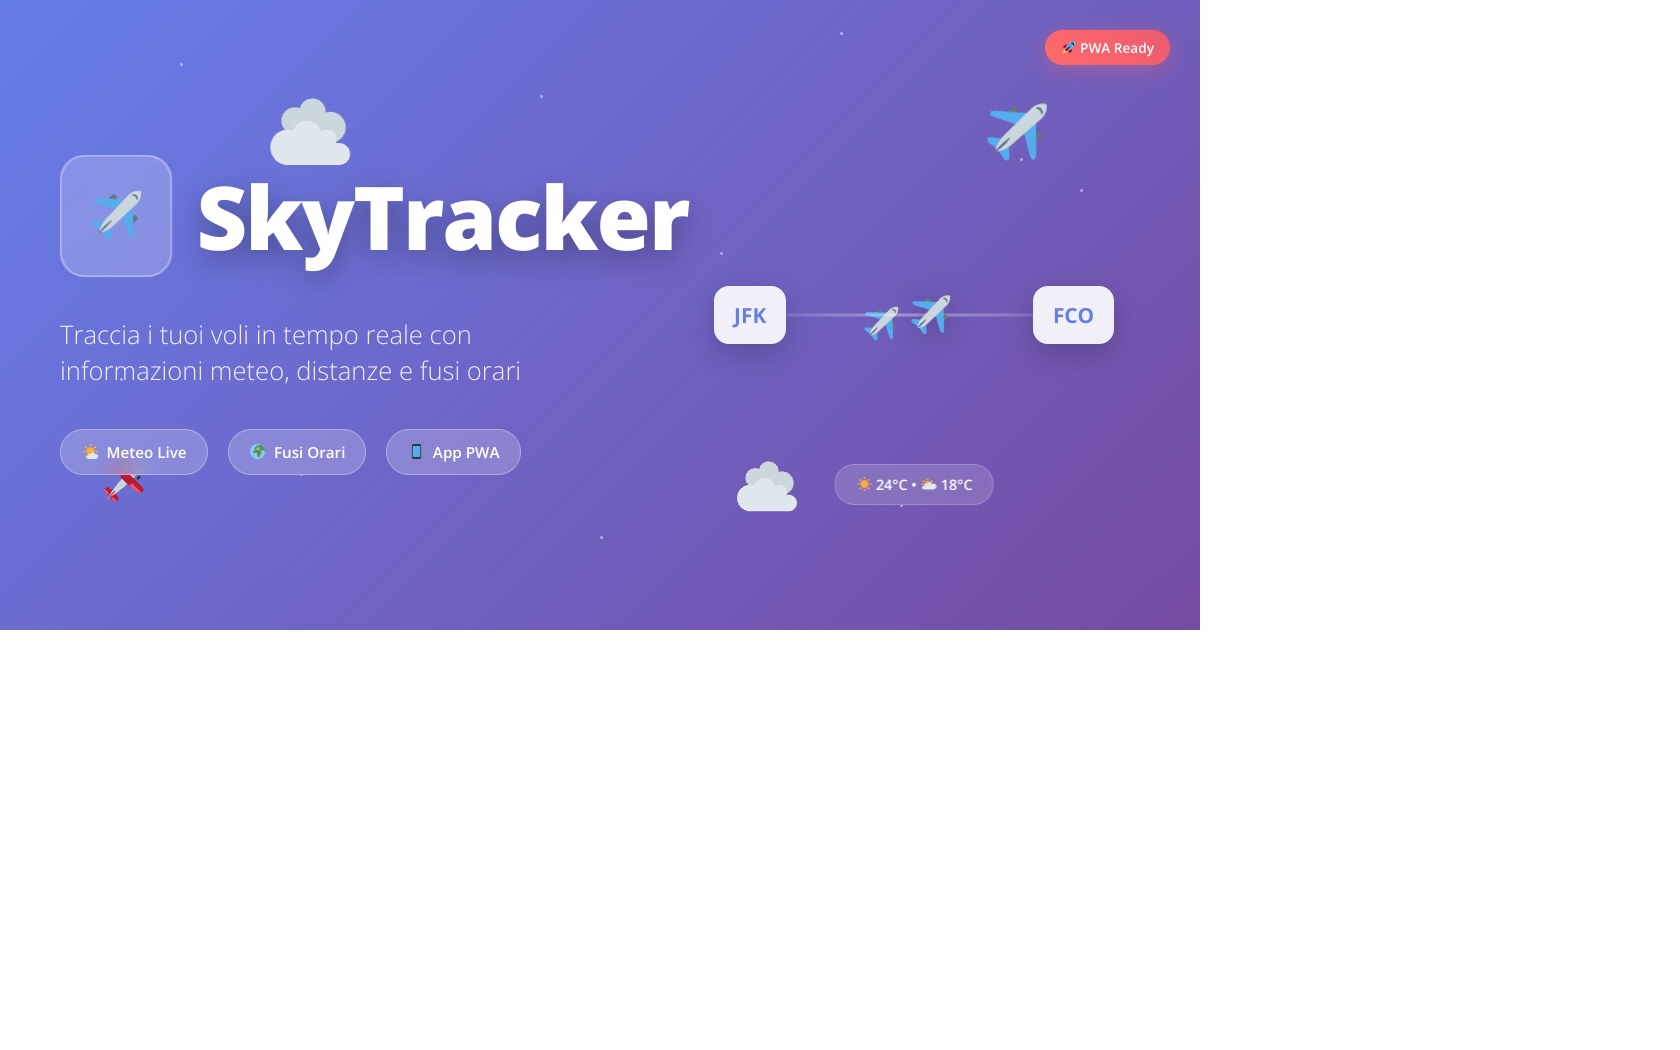 🚀 PWA Ready
SkyTracker
JFK
FCO
Traccia i tuoi voli in tempo reale con
informazioni meteo, distanze e fusi orari
Meteo Live
Fusi Orari
App PWA
24°C • 18°C